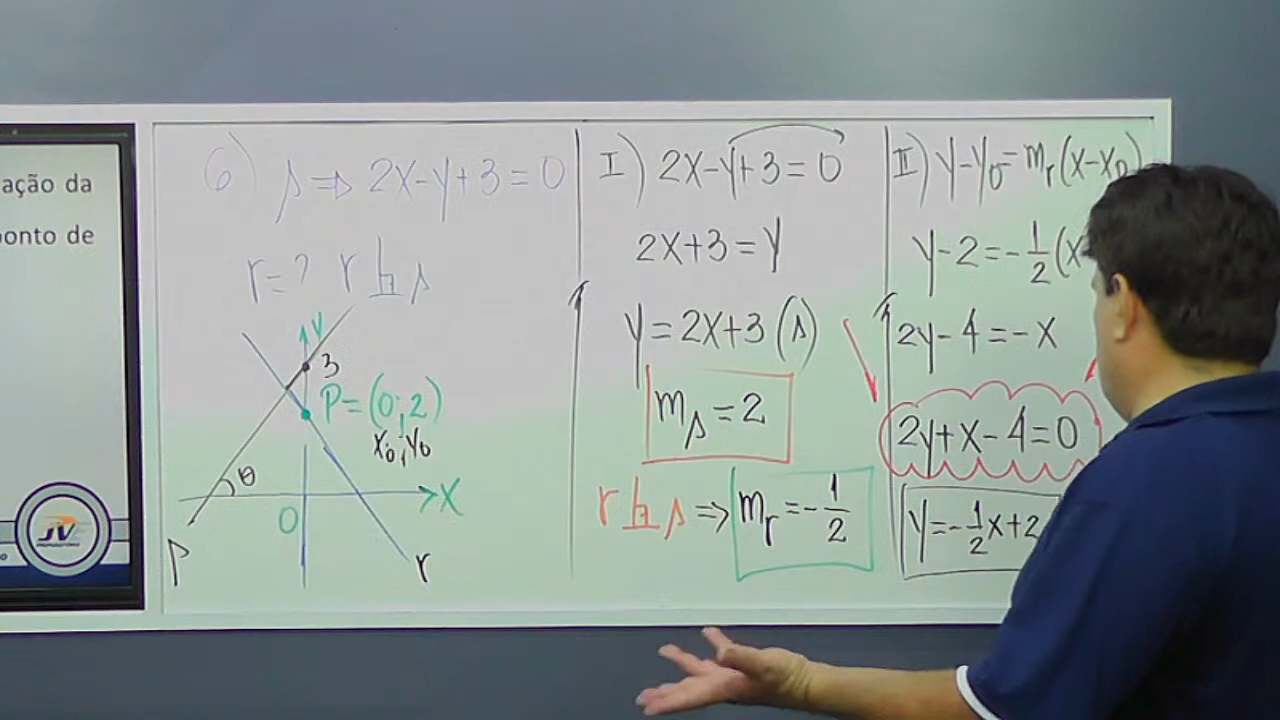 ação da
onto de
JV
6) s ⇒ 2x-y+3=0
r=? r ⊥ s
y
3
P=(0;2)
x₀;y₀
θ
0
x
s
r
I) 2x-y+3=0
2x+3=y
y=2x+3 (s)
mₛ=2
r ⊥ s ⇒ mᵣ=-1/2
II) y-y₀=mᵣ(x-x₀)
y-2=-1/2(x
2y-4=-x
2y+x-4=0
y=-1/2x+2